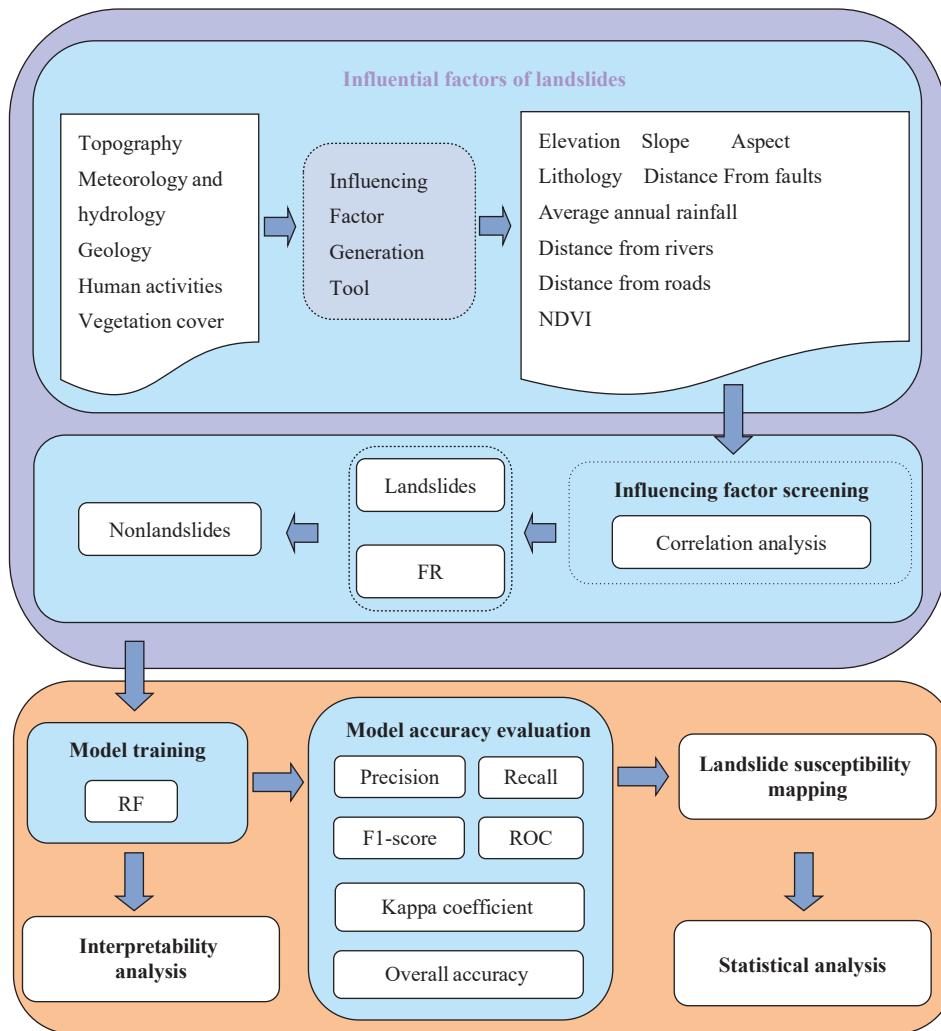 Influential factors of landslides
Topography
Meteorology and
hydrology
Geology
Human activities
Vegetation cover
Influencing
Factor
Generation
Tool
Elevation Slope Aspect
Lithology Distance From faults
Average annual rainfall
Distance from rivers
Distance from roads
NDVI
Influencing factor screening
Correlation analysis
Landslides
FR
Nonlandslides
Model training
RF
Interpretability
analysis
Model accuracy evaluation
Precision Recall
F1-score ROC
Kappa coefficient
Overall accuracy
Landslide susceptibility
mapping
Statistical analysis